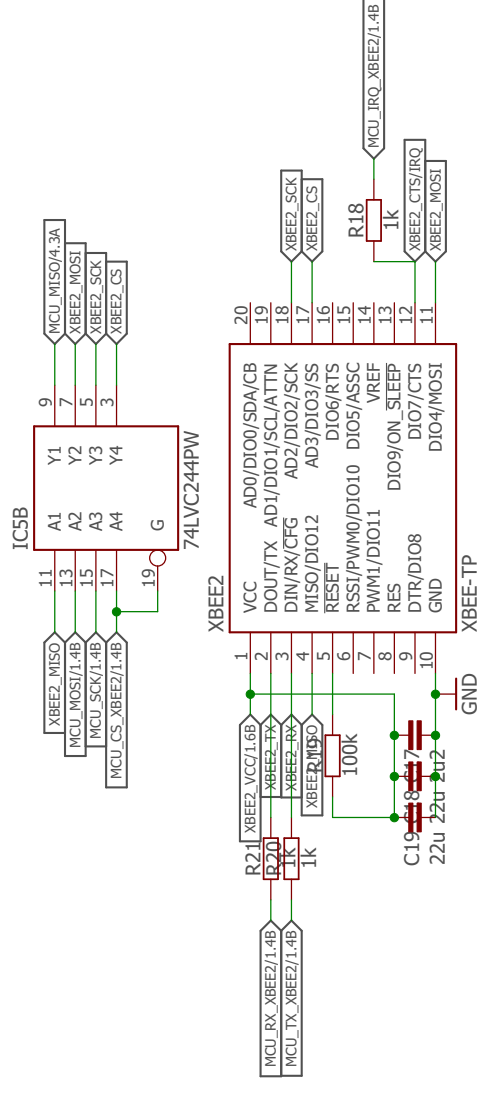 MCU_IRQ_XBEE2/1.4B
R18
1k
XBEE2_CTS/IRQ
XBEE2_MOSI
XBEE2_SCK
XBEE2_CS
MCU_MISO/4.3A
XBEE2_MOSI
XBEE2_SCK
XBEE2_CS
9
7
5
3
IC5B
Y1
Y2
Y3
Y4
A1
A2
A3
A4
G
74LVC244PW
11
13
15
17
19
XBEE2_MISO
MCU_MOSI/1.4B
MCU_SCK/1.4B
MCU_CS_XBEE2/1.4B
20
19
18
17
16
15
14
13
12
11
XBEE2
AD0/DIO0/SDA/CB
AD1/DIO1/SCL/ATTN
AD2/DIO2/SCK
AD3/DIO3/SS
DIO6/RTS
DIO5/ASSC
VREF
DIO9/ON_SLEEP
DIO7/CTS
DIO4/MOSI
VCC
DOUT/TX
DIN/RX/CFG
MISO/DIO12
RESET
RSSI/PWM0/DIO10
PWM1/DIO11
RES
DTR/DIO8
GND
XBEE-TP
1
2
3
4
5
6
7
8
9
10
GND
XBEE2_VCC/1.6B
XBEE2_TX
XBEE2_RX
XBEE2_MISO
R19
100k
C17
2u2
C18
22u
C19
22u
R21
1k
R20
1k
MCU_RX_XBEE2/1.4B
MCU_TX_XBEE2/1.4B